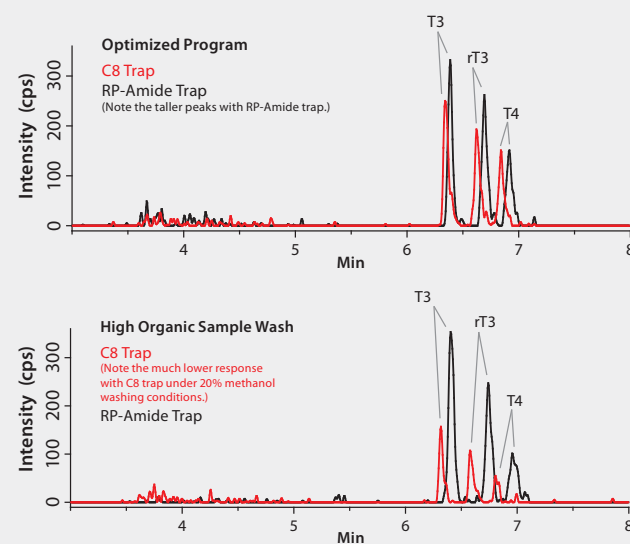 Optimized Program
C8 Trap
RP-Amide Trap
(Note the taller peaks with RP-Amide trap.)
T3
rT3
T4
Intensity (cps)
300
200
100
0
4
5
6
7
8
Min
High Organic Sample Wash
C8 Trap
(Note the much lower response
with C8 trap under 20% methanol
washing conditions.)
RP-Amide Trap
T3
rT3
T4
Intensity (cps)
300
200
100
0
4
5
6
7
8
Min